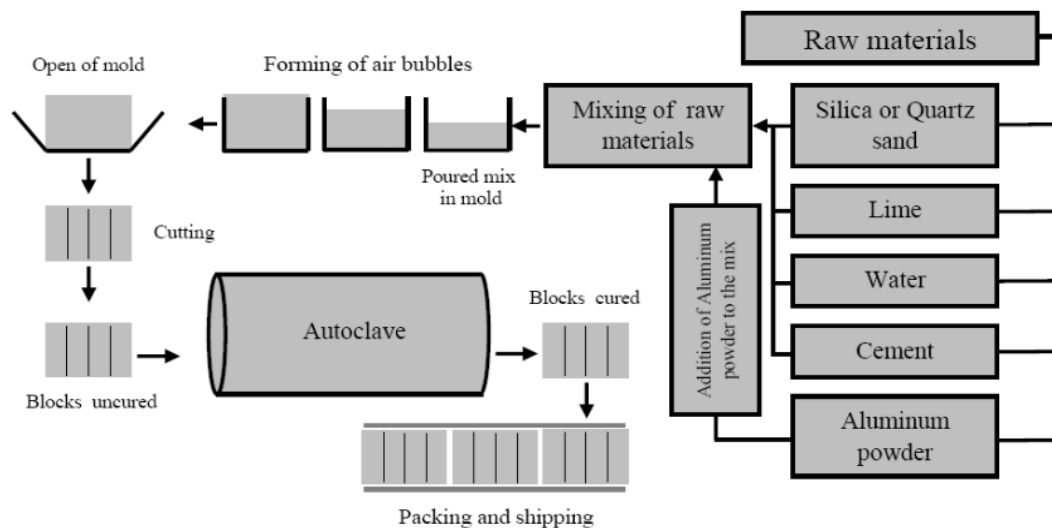 Raw materials
Open of mold
Forming of air bubbles
Mixing of raw
materials
Silica or Quartz
sand
Poured mix
in mold
Lime
Cutting
Water
Addition of Aluminum
powder to the mix
Blocks cured
Autoclave
Cement
Blocks uncured
Aluminum
powder
Packing and shipping